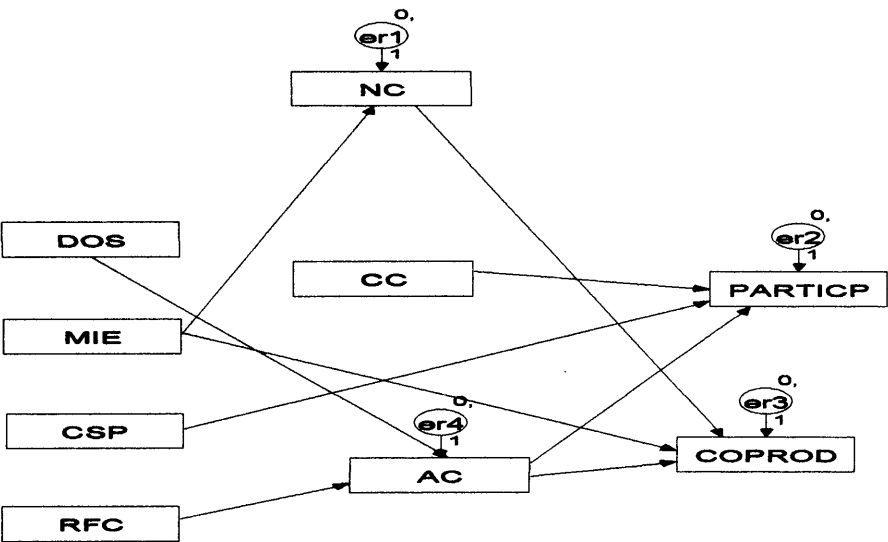 0,
er1
1
NC
DOS
0,
er2
1
CC
PARTICP
MIE
0,
er3
1
0,
er4
1
CSP
COPROD
AC
RFC